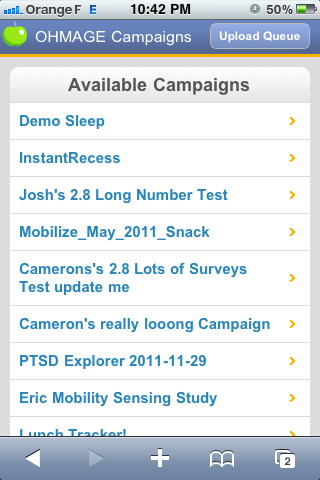 Orange F E 10:42 PM 50%
OHMAGE Campaigns Upload Queue
Available Campaigns
Demo Sleep
InstantRecess
Josh's 2.8 Long Number Test
Mobilize_May_2011_Snack
Camerons's 2.8 Lots of Surveys
Test update me
Cameron's really looong Campaign
PTSD Explorer 2011-11-29
Eric Mobility Sensing Study
Lunch Tracker!
2